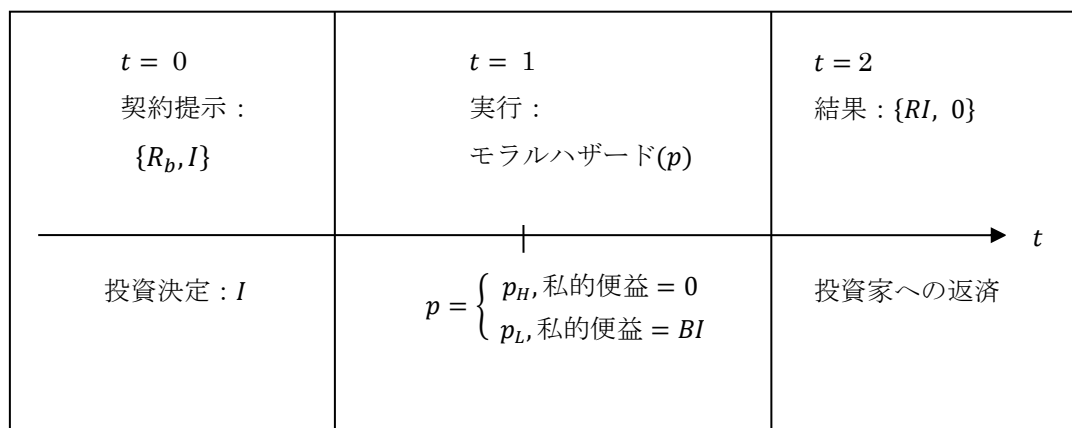 t = 0
契約提示：
{R_b, I}
投資決定：I
t = 1
実行：
モラルハザード(p)
p = { p_H, 私的便益 = 0
p_L, 私的便益 = BI
t = 2
結果：{RI, 0}
投資家への返済
t